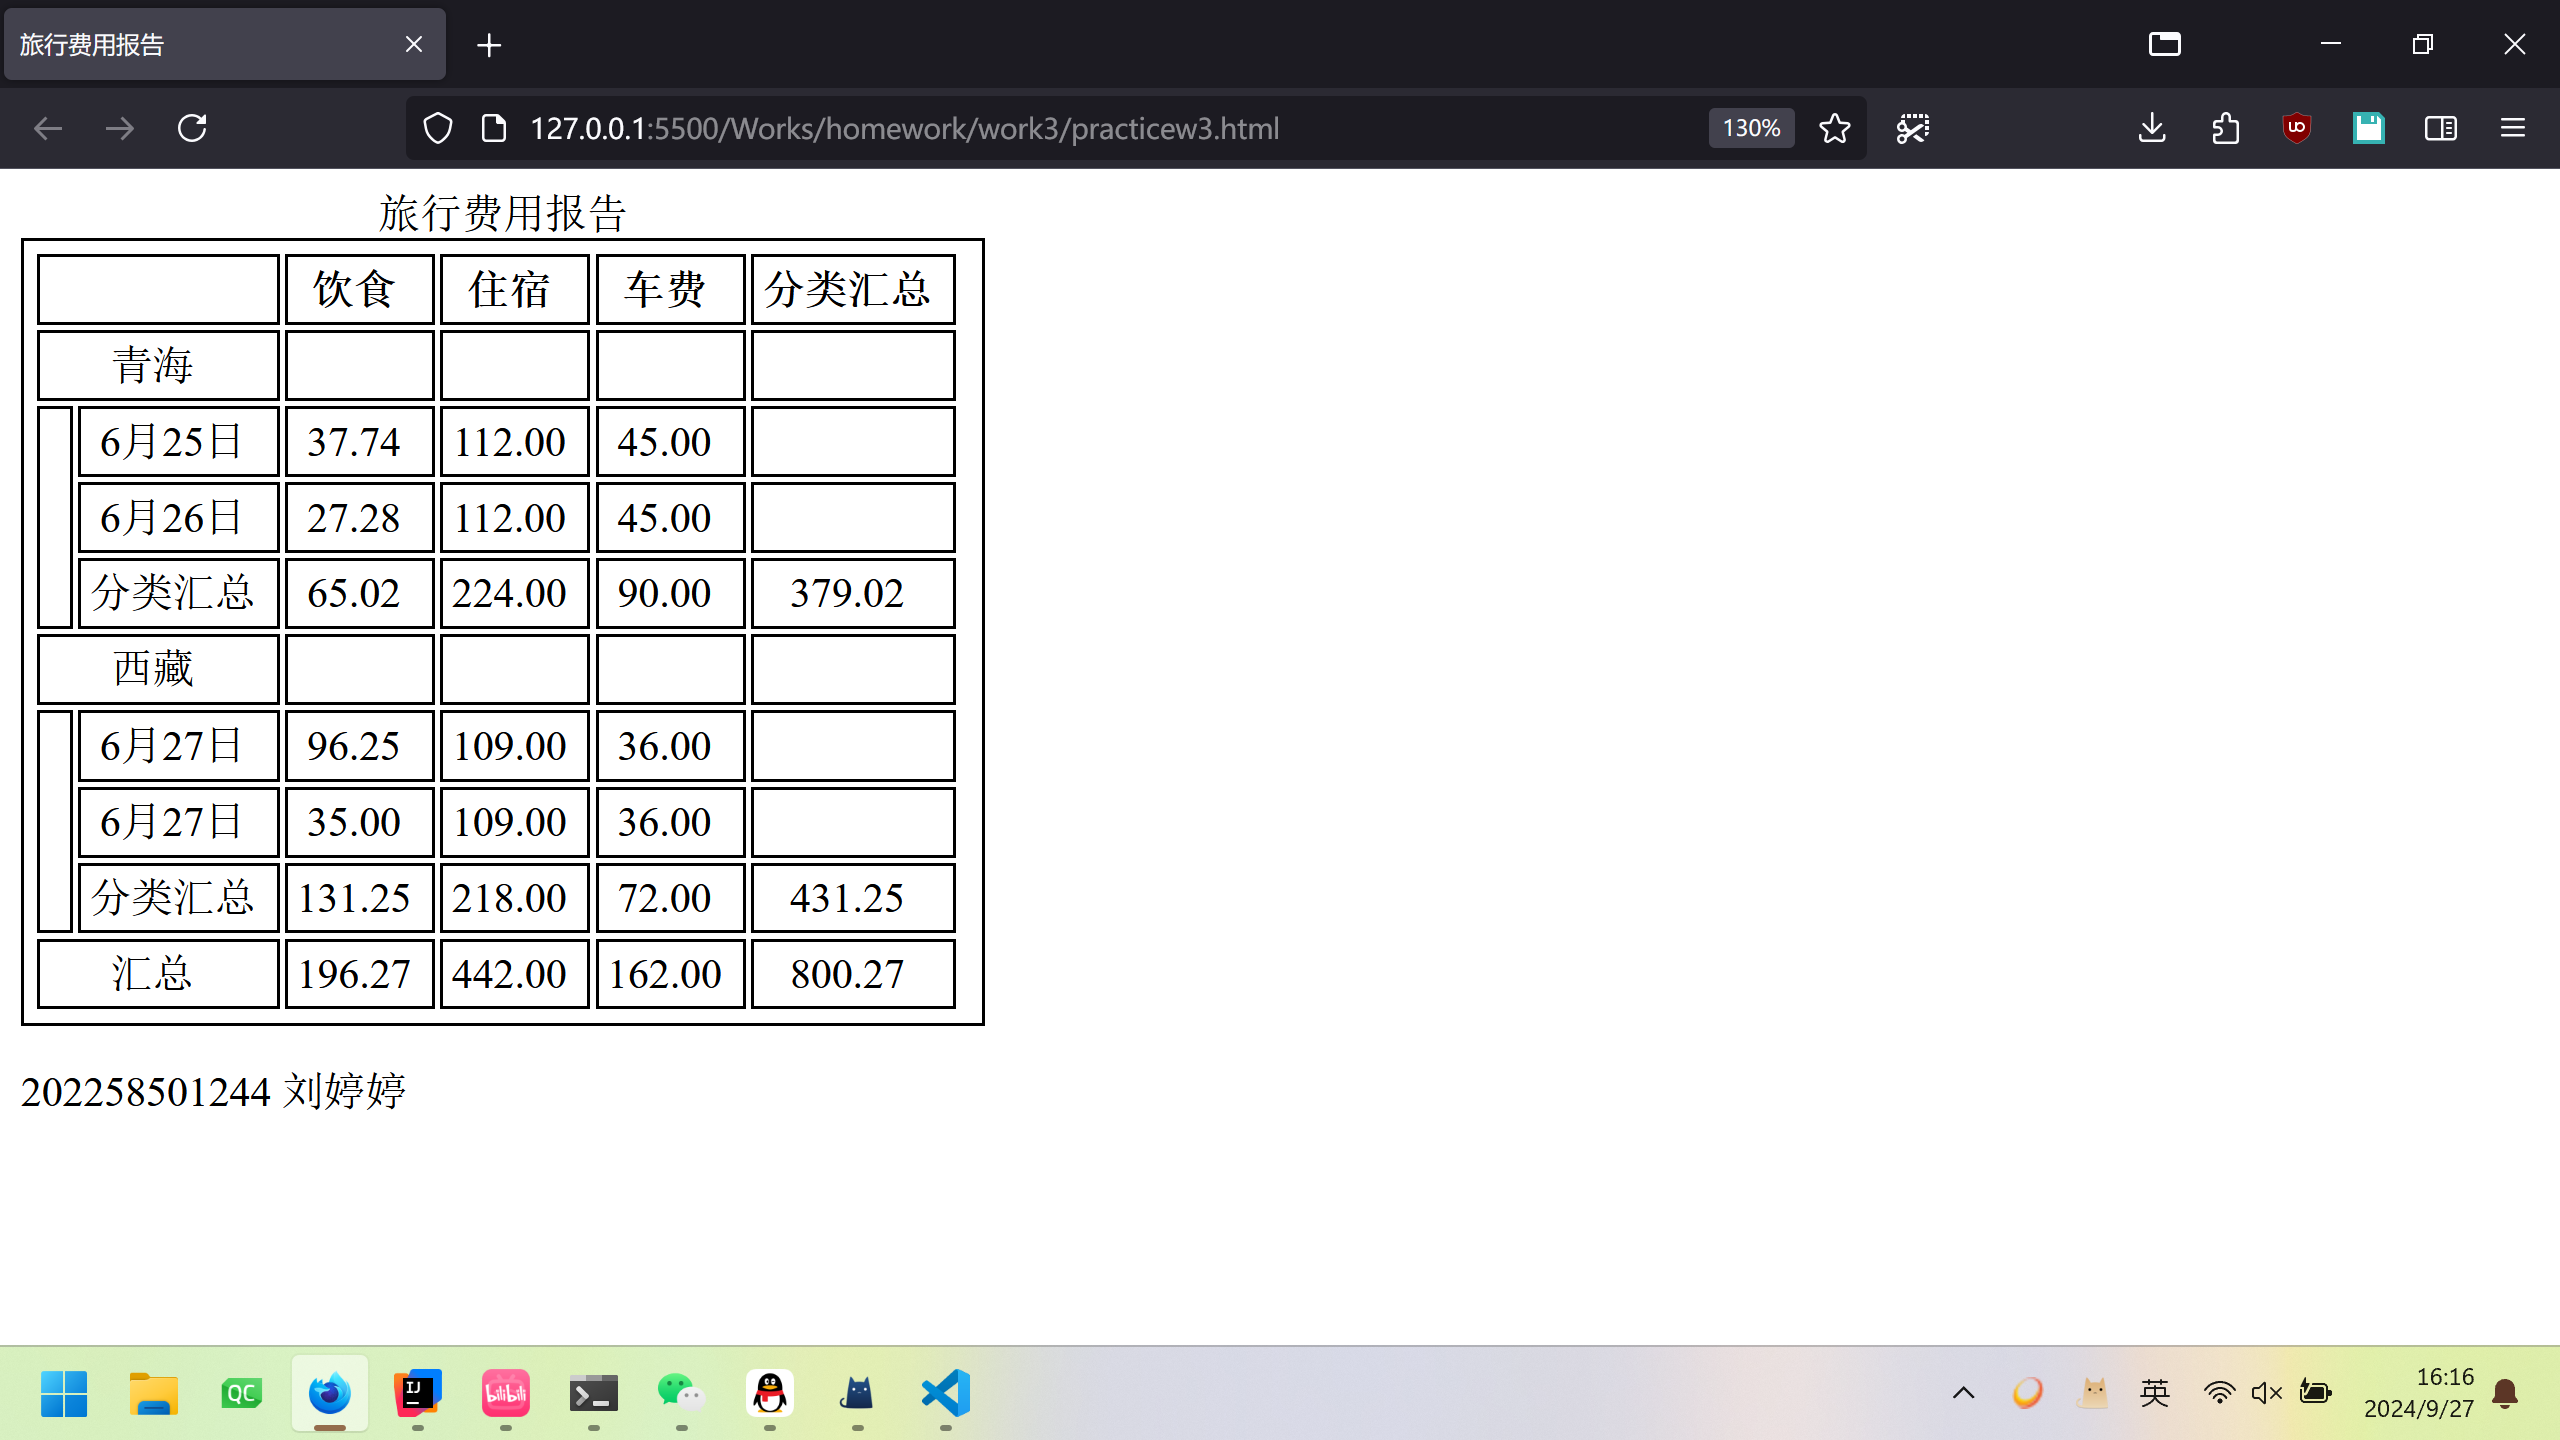 旅行费用报告
127.0.0.1:5500/Works/homework/work3/practicew3.html 130%
旅行费用报告
饮食 住宿 车费 分类汇总
青海
6月25日 37.74 112.00 45.00
6月26日 27.28 112.00 45.00
分类汇总 65.02 224.00 90.00 379.02
西藏
6月27日 96.25 109.00 36.00
6月27日 35.00 109.00 36.00
分类汇总 131.25 218.00 72.00 431.25
汇总 196.27 442.00 162.00 800.27
202258501244 刘婷婷
QC IJ bilibili 英 16:16
2024/9/27